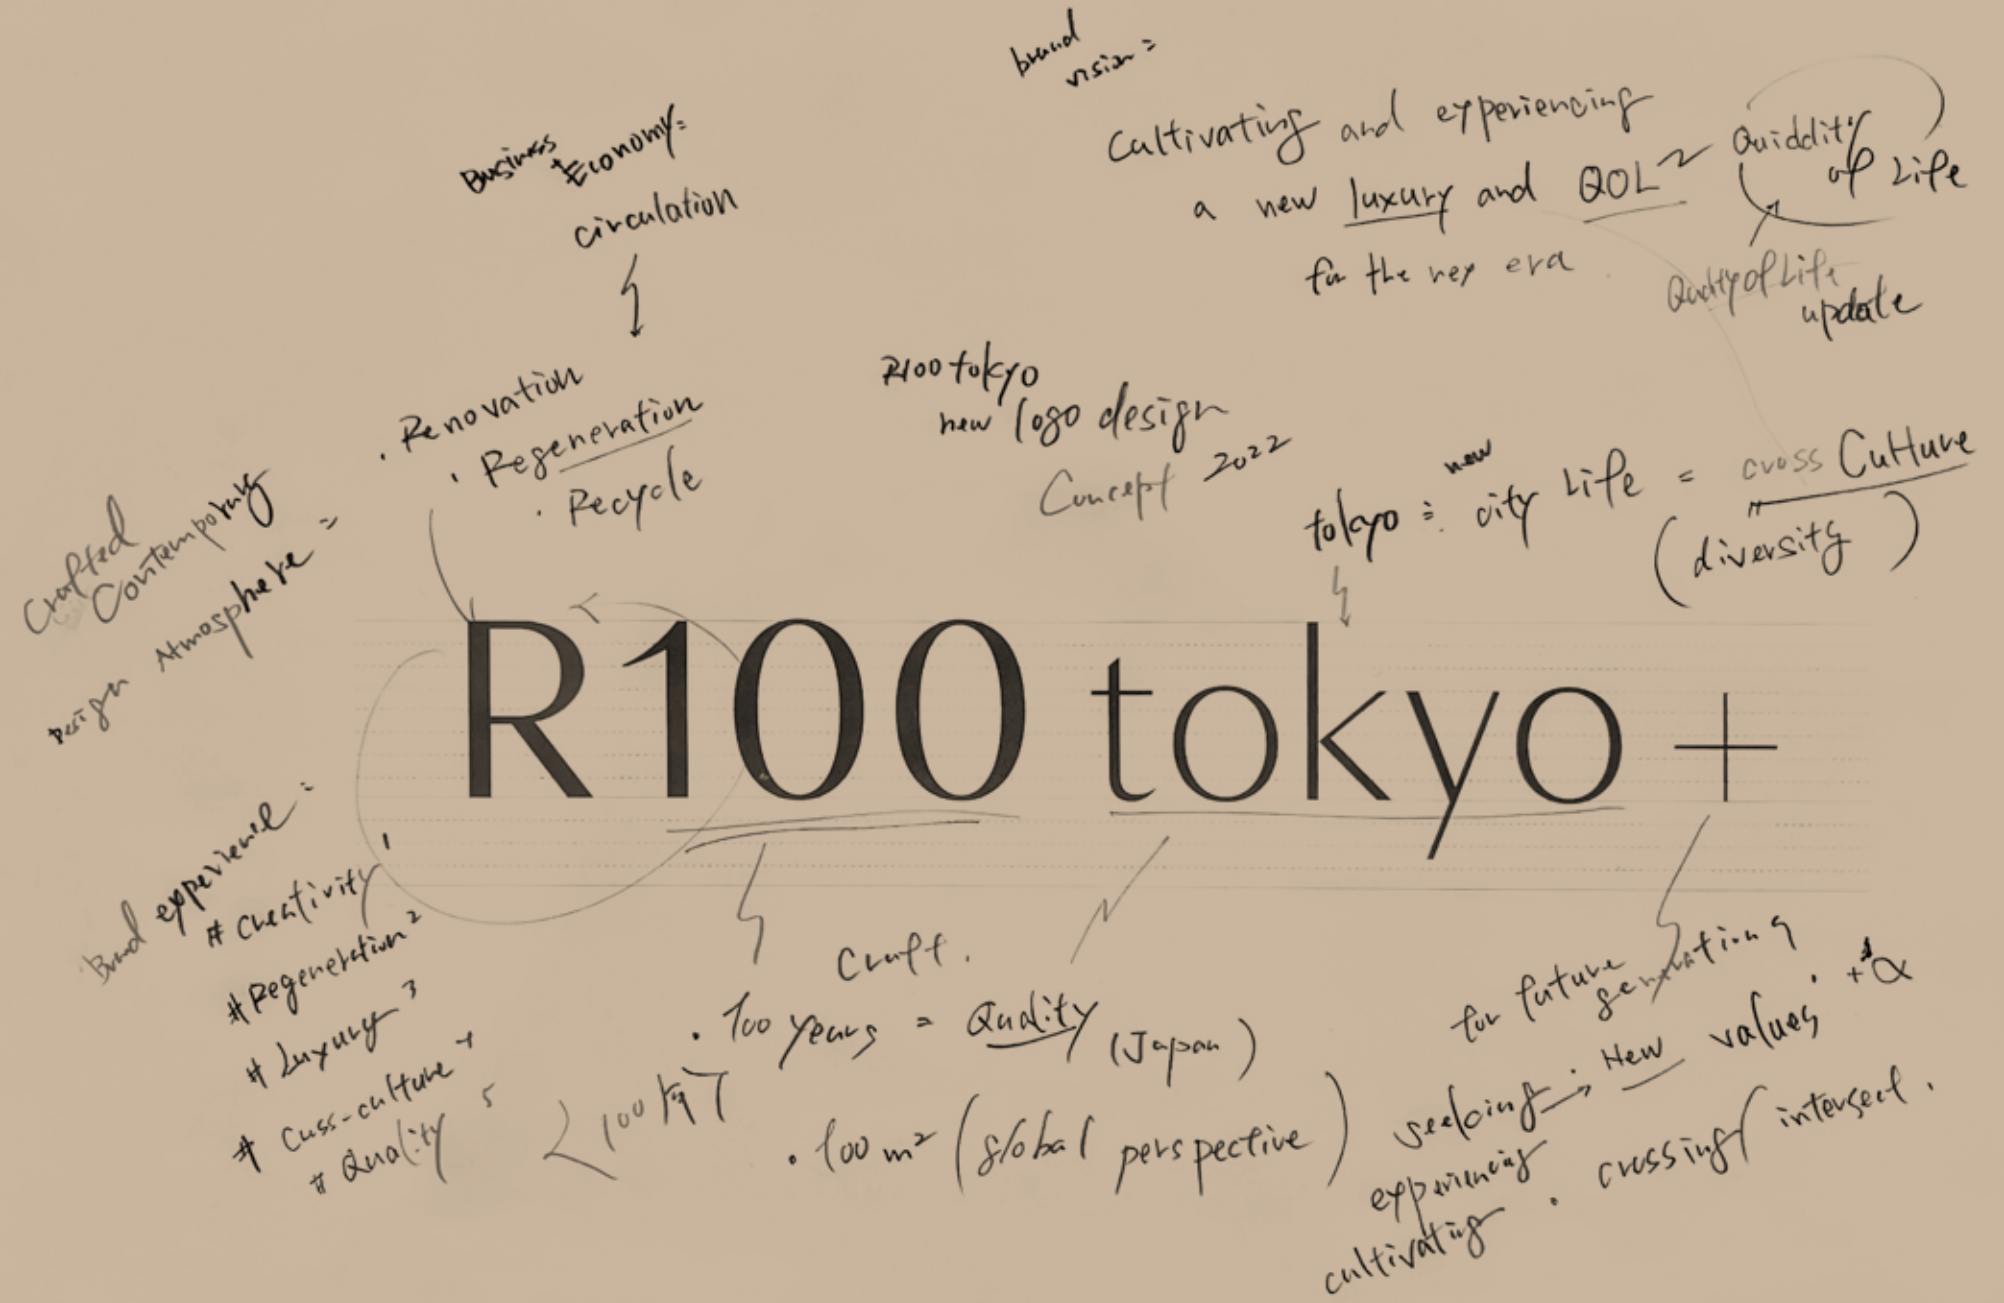 brand
vision =
Cultivating and experiencing
a new luxury and QOL² Quiddity
of Life
for the new era
Quality of Life
update
Business
+ Economy =
circulation
· Renovation
· Regeneration
· Recycle
R100 tokyo
new logo design
Concept 2022
new
tokyo = city Life = cross Culture
(diversity)
Crafted
Contemporary
Design Atmosphere =
R100 tokyo +
Brand experience =
# Creativity 1
# Regeneration 2
# Luxury 3
# Cross-culture 4
# Quality 5
Craft.
· 100 years = Quality (Japan)
· 100 m² (global perspective)
for future
generations
seeking → New values · + α
experiencing
cultivating · crossing / intersect.